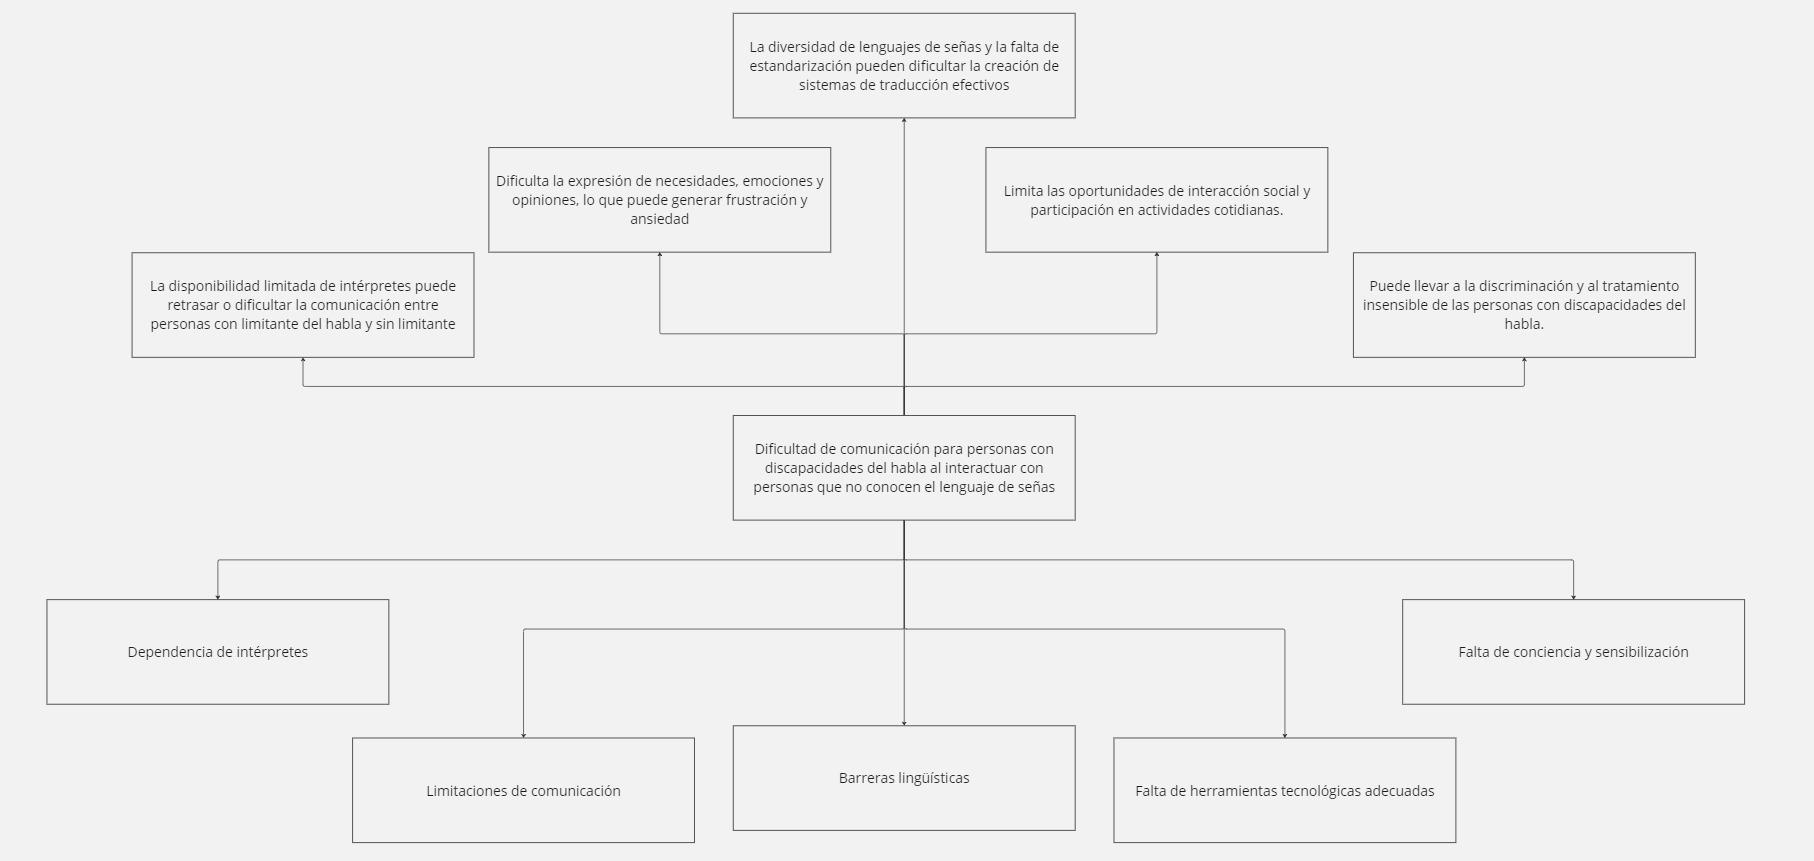 La diversidad de lenguajes de señas y la falta de
estandarización pueden dificultar la creación de
sistemas de traducción efectivos
Dificulta la expresión de necesidades, emociones y
opiniones, lo que puede generar frustración y
ansiedad
Limita las oportunidades de interacción social y
participación en actividades cotidianas.
La disponibilidad limitada de intérpretes puede
retrasar o dificultar la comunicación entre
personas con limitante del habla y sin limitante
Puede llevar a la discriminación y al tratamiento
insensible de las personas con discapacidades del
habla.
Dificultad de comunicación para personas con
discapacidades del habla al interactuar con
personas que no conocen el lenguaje de señas
Dependencia de intérpretes
Falta de conciencia y sensibilización
Limitaciones de comunicación
Barreras lingüísticas
Falta de herramientas tecnológicas adecuadas